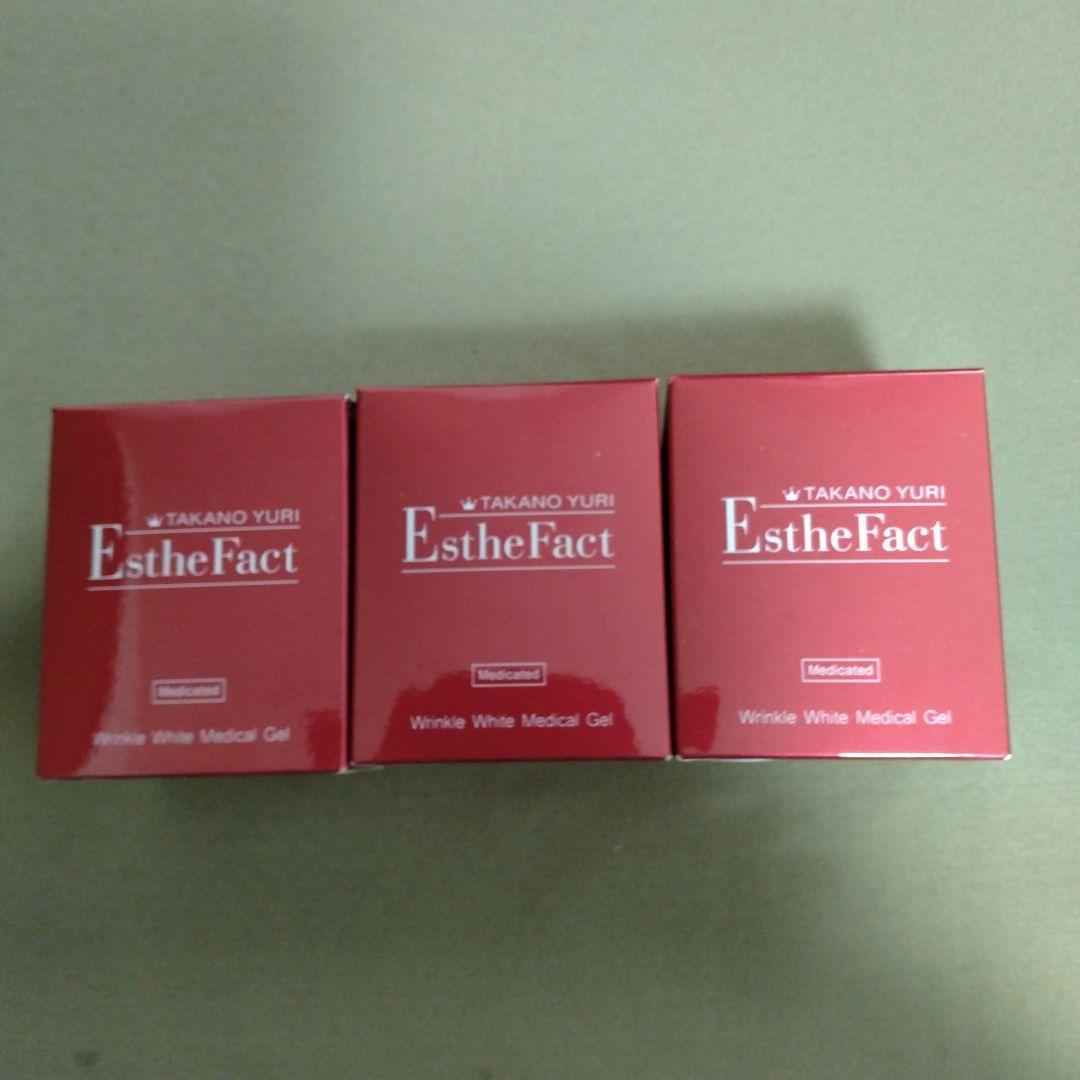 TAKANO YURI
EstheFact
Medicated
Wrinkle White Medical Gel
TAKANO YURI
EstheFact
Medicated
Wrinkle White Medical Gel
TAKANO YURI
EstheFact
Medicated
Wrinkle White Medical Gel